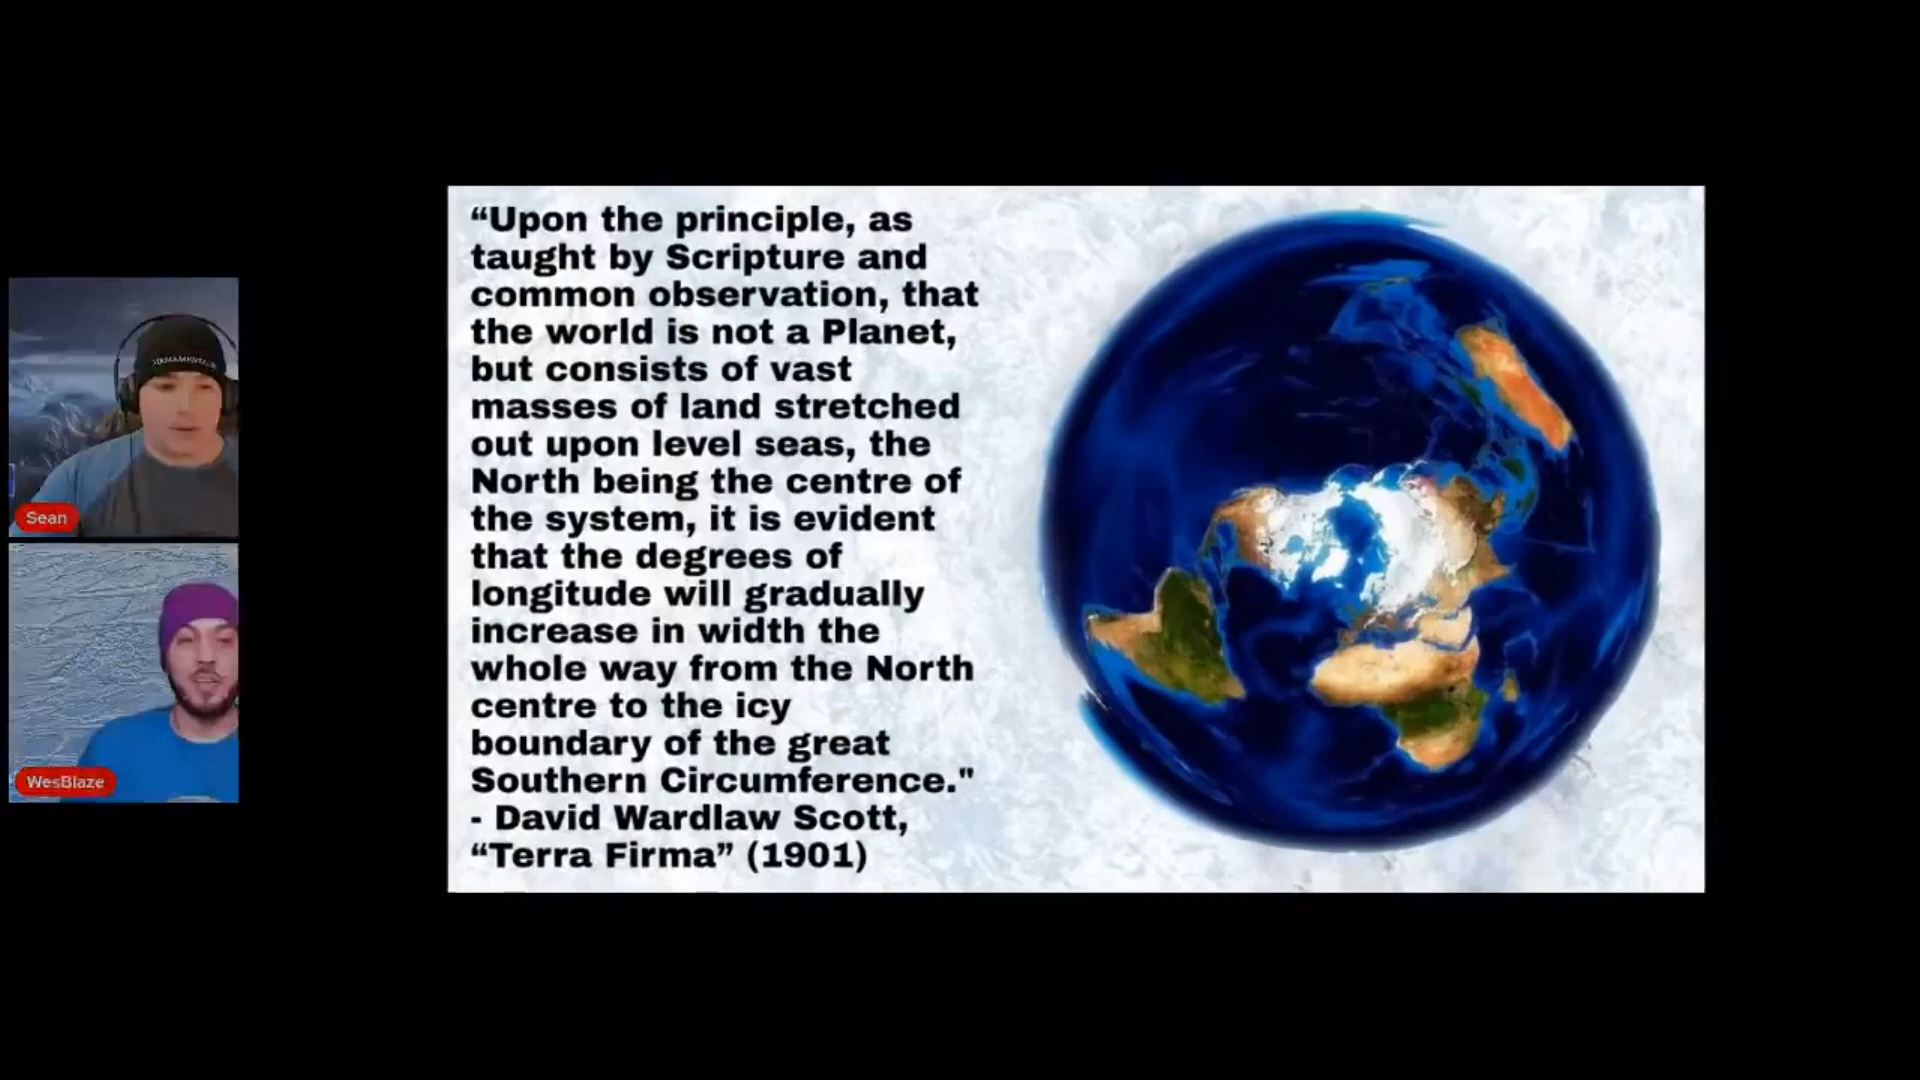 “Upon the principle, as
taught by Scripture and
common observation, that
the world is not a Planet,
but consists of vast
masses of land stretched
out upon level seas, the
North being the centre of
the system, it is evident
that the degrees of
longitude will gradually
increase in width the
whole way from the North
centre to the icy
boundary of the great
Southern Circumference."
- David Wardlaw Scott,
“Terra Firma” (1901)
Sean
WesBlaze